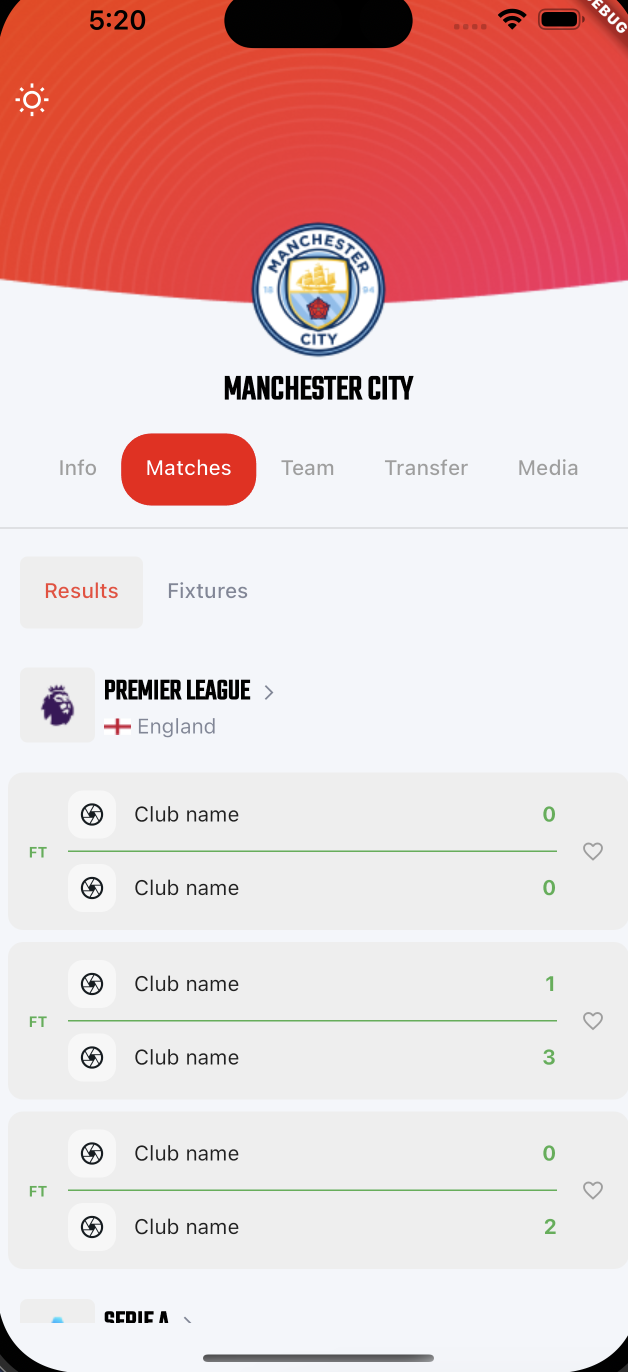 5:20
DEBUG
MANCHESTER
18 94
CITY
MANCHESTER CITY
Info Matches Team Transfer Media
Results Fixtures
PREMIER LEAGUE
England
Club name 0
FT
Club name 0
Club name 1
FT
Club name 3
Club name 0
FT
Club name 2
SERIE A